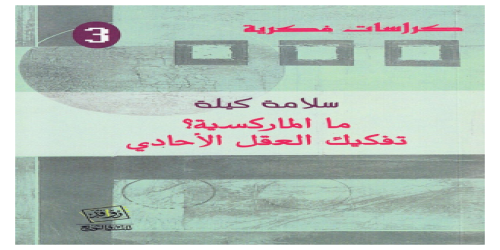 كراسات فكرية
3
سلامة كيلة
ما الماركسية؟
تفكيك العقل الأحادي